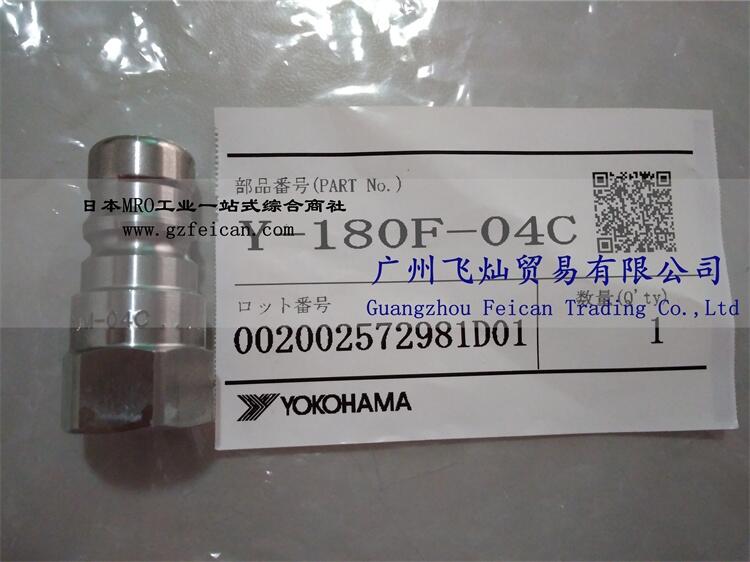 部品番号(PART No.)
日本MRO工业一站式综合商社
www.gzfeican.com
Y-180F-04C
广州飞灿贸易有限公司
ロット番号
数量(Q'ty)
Guangzhou Feican Trading Co.,Ltd
-04C
002002572981D01
1
YOKOHAMA